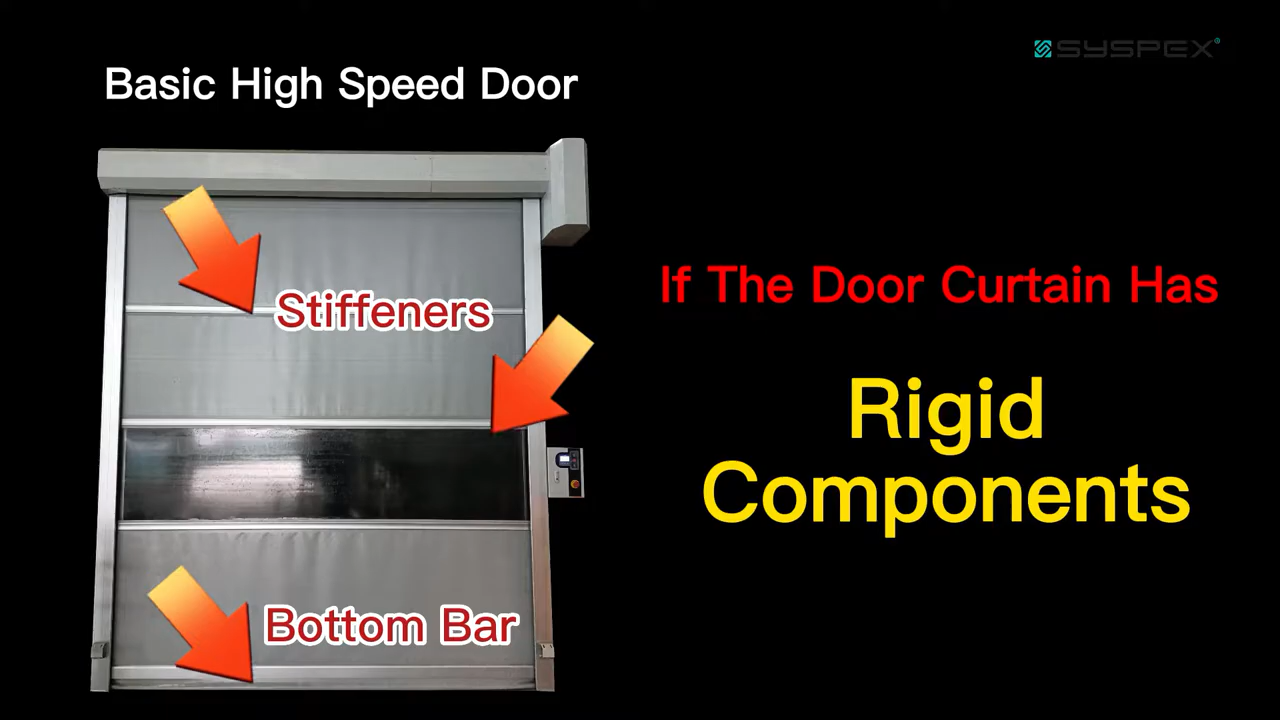 SYSPEX
Basic High Speed Door
Stiffeners
If The Door Curtain Has
Rigid
Components
Bottom Bar